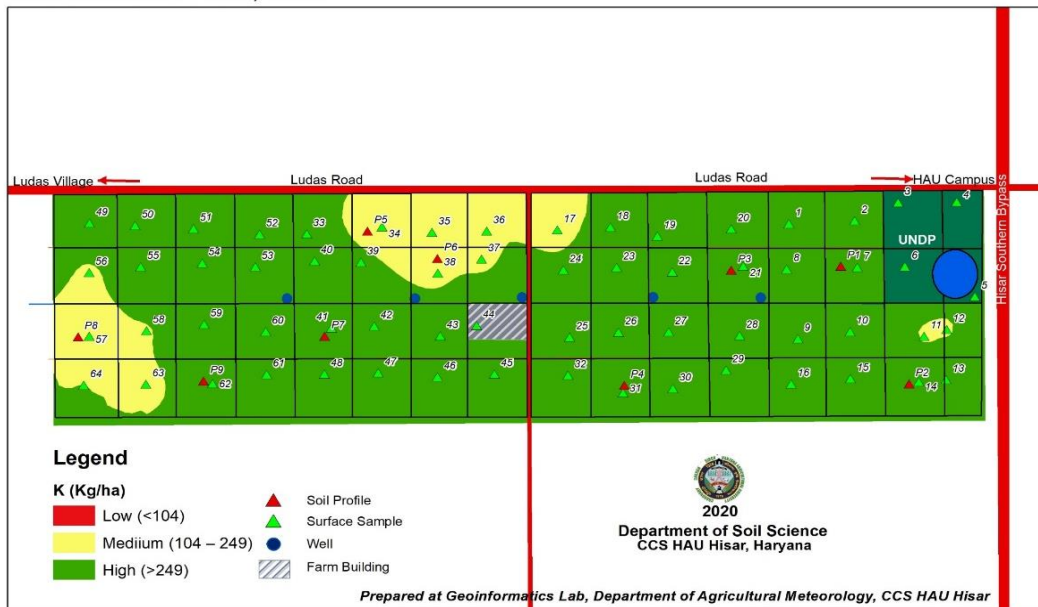 Ludas Village
Ludas Road
Ludas Road
HAU Campus
Hisar Southern Bypass
49 50 51 52 33 P5 34 35 36 17 18 19 20 1 2 3 4
UNDP
56 55 54 53 40 39 P6 38 37 24 23 22 P3 21 8 P1 7 6 5
P8 57 58 59 60 41 P7 42 43 44 25 26 27 28 9 10 11 12
64 63 P9 62 61 48 47 46 45 32 P4 31 30 29 16 15 P2 14 13
Legend
K (Kg/ha)
Low (<104)
Mediium (104 – 249)
High (>249)
Soil Profile
Surface Sample
Well
Farm Building
2020
Department of Soil Science
CCS HAU Hisar, Haryana
Prepared at Geoinformatics Lab, Department of Agricultural Meteorology, CCS HAU Hisar